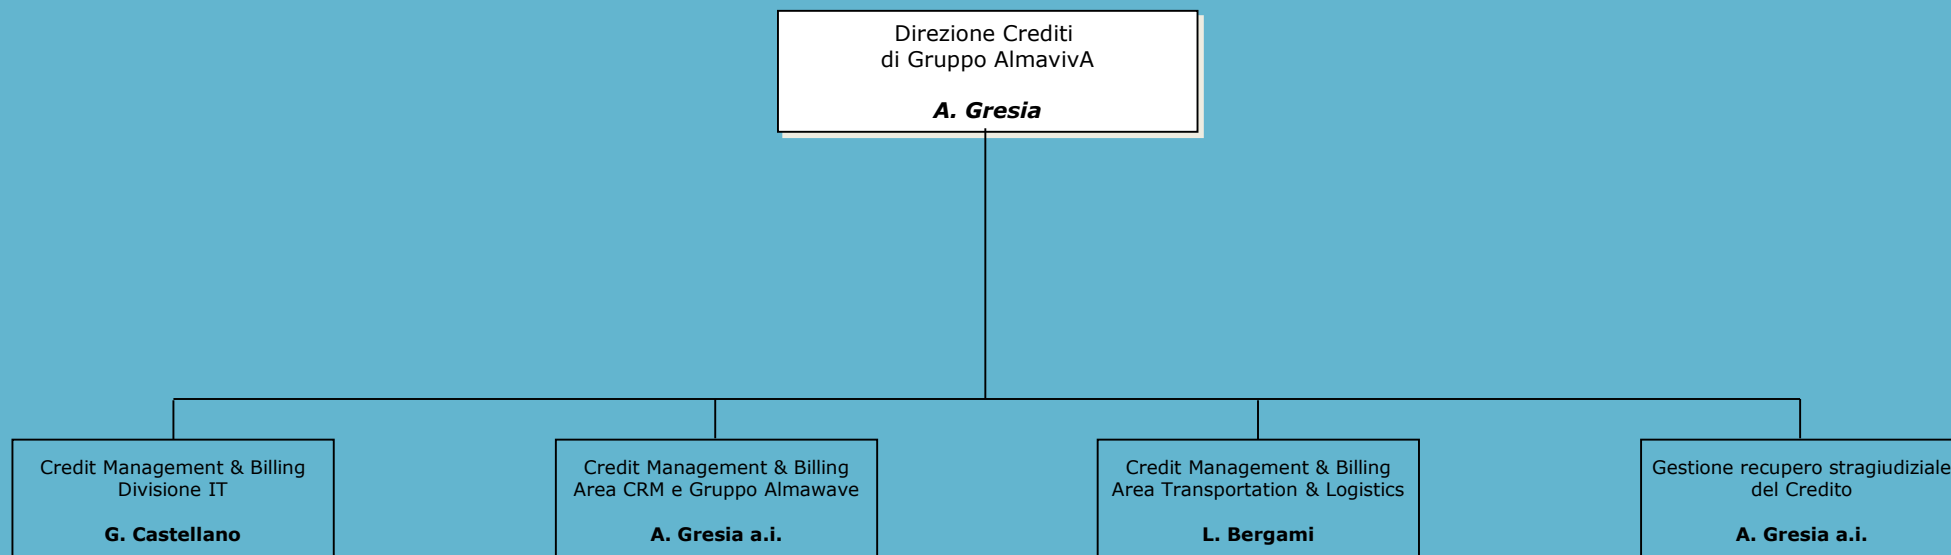 Direzione Crediti
di Gruppo AlmavivA
A. Gresia
Credit Management & Billing
Divisione IT
G. Castellano
Credit Management & Billing
Area CRM e Gruppo Almawave
A. Gresia a.i.
Credit Management & Billing
Area Transportation & Logistics
L. Bergami
Gestione recupero stragiudiziale
del Credito
A. Gresia a.i.